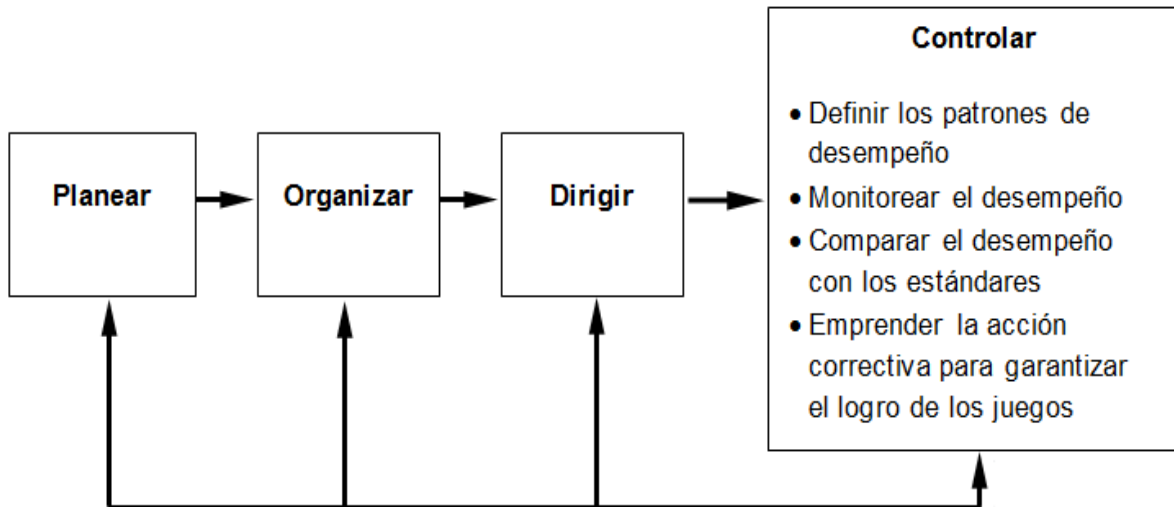 Planear
Organizar
Dirigir
Controlar
• Definir los patrones de
desempeño
• Monitorear el desempeño
• Comparar el desempeño
con los estándares
• Emprender la acción
correctiva para garantizar
el logro de los juegos